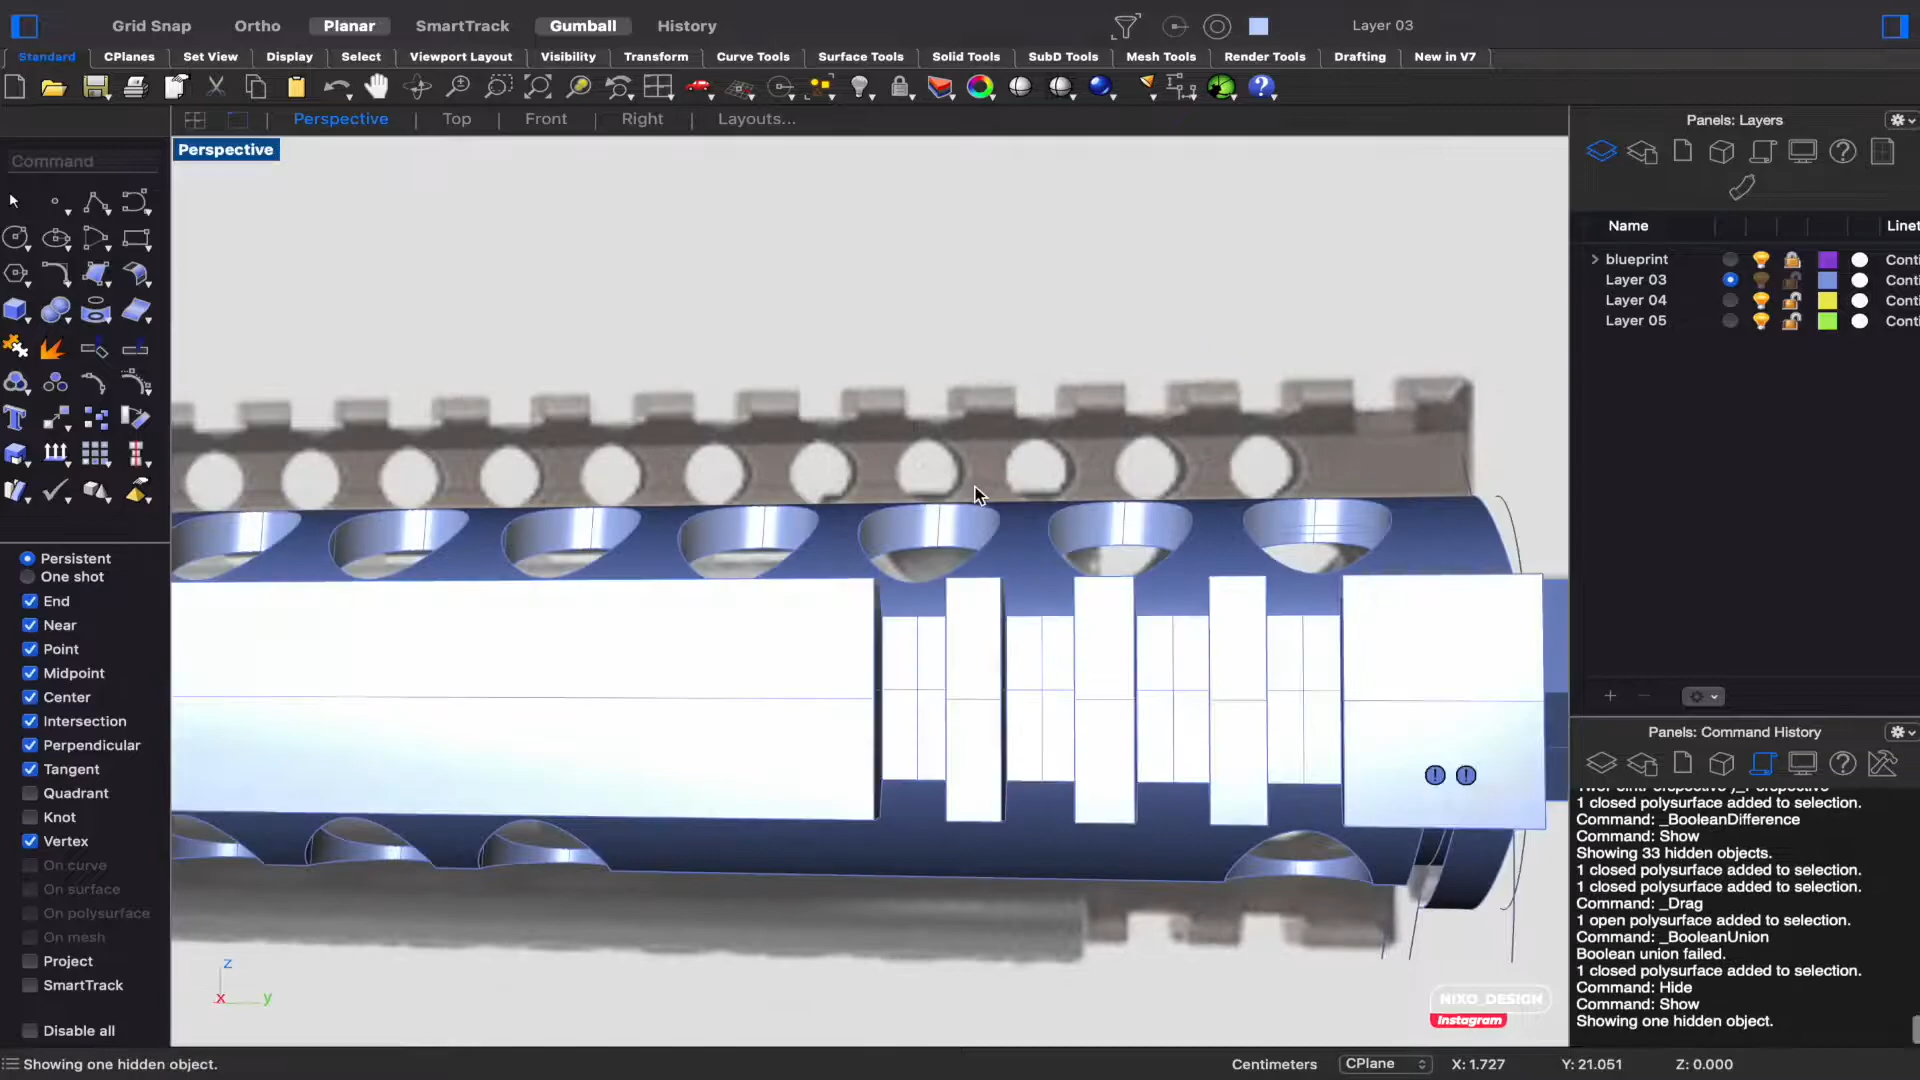 Grid Snap Ortho Planar SmartTrack Gumball History Layer 03
Standard CPlanes Set View Display Select Viewport Layout Visibility Transform Curve Tools Surface Tools Solid Tools SubD Tools Mesh Tools Render Tools Drafting New in V7
Perspective Top Front Right Layouts...
Panels: Layers
Perspective
Command
Name Linet
blueprint Conti
Layer 03 Conti
Layer 04 Conti
Layer 05 Conti
Persistent
One shot
End
Near
Point
Midpoint
Center
Intersection
Perpendicular
Tangent
Quadrant
Knot
Vertex
On curve
On surface
On polysurface
On mesh
Project
SmartTrack
Disable all
Panels: Command History
1 closed polysurface added to selection.
Command: _BooleanDifference
Command: Show
Showing 33 hidden objects.
1 closed polysurface added to selection.
1 closed polysurface added to selection.
Command: _Drag
1 open polysurface added to selection.
Command: _BooleanUnion
Boolean union failed.
1 closed polysurface added to selection.
Command: Hide
Command: Show
Showing one hidden object.
z
x y
NIXO_DESIGN
Instagram
Showing one hidden object. Centimeters CPlane X: 1.727 Y: 21.051 Z: 0.000